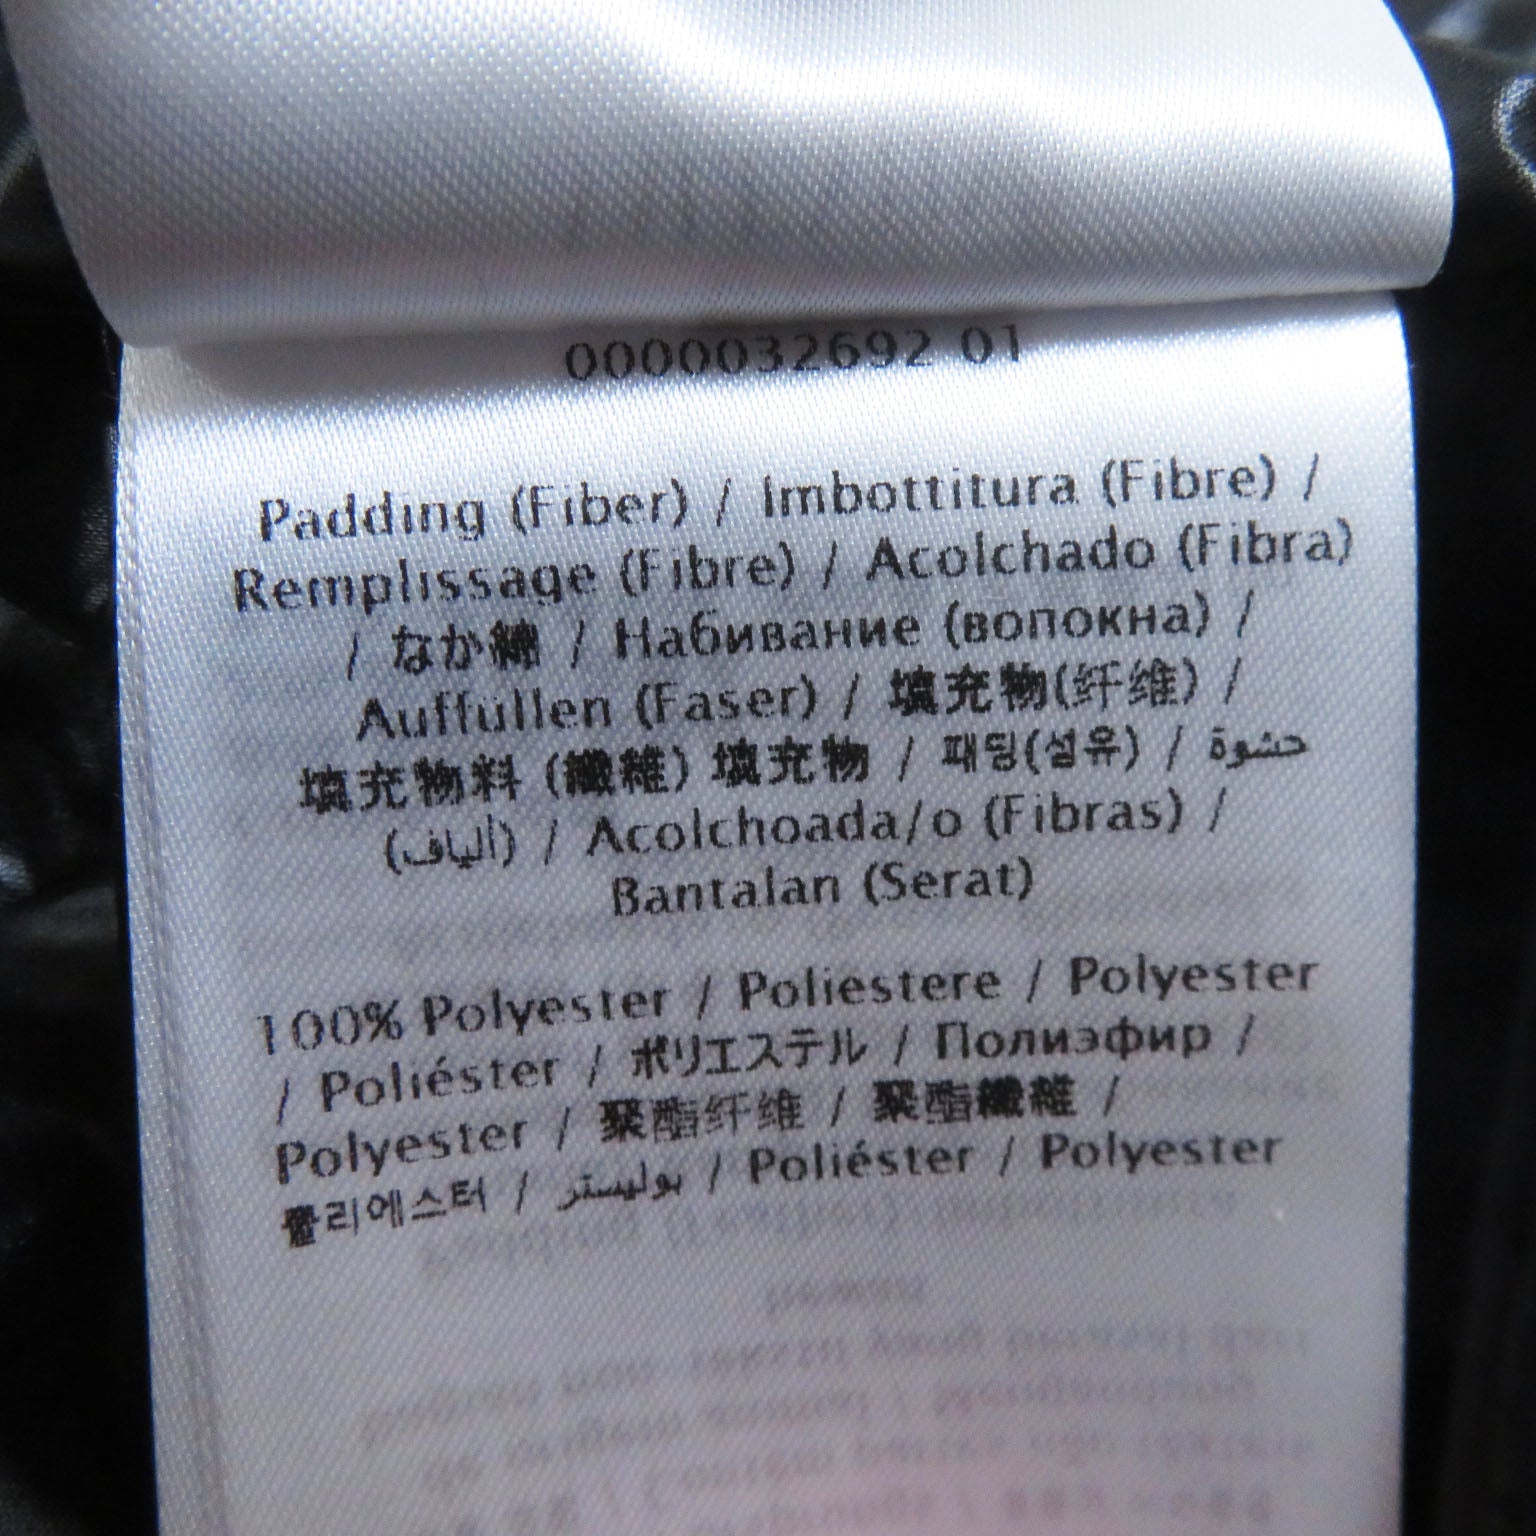 0000032692 01
Padding (Fiber) / Imbottitura (Fibre) /
Remplissage (Fibre) / Acolchado (Fibra)
/ なか綿 / Набивание (волокна) /
Auffüllen (Faser) / 填充物(纤维) /
填充物料 (纖維) 填充物 / 패딩(섬유) / حشوة
(ألياف) / Acolchoada/o (Fibras) /
Bantalan (Serat)
100% Polyester / Poliestere / Polyester
/ Poliéster / ポリエステル / Полиэфир /
Polyester / 聚酯纤维 / 聚酯纖維 /
폴리에스터 / بوليستر / Poliéster / Polyester